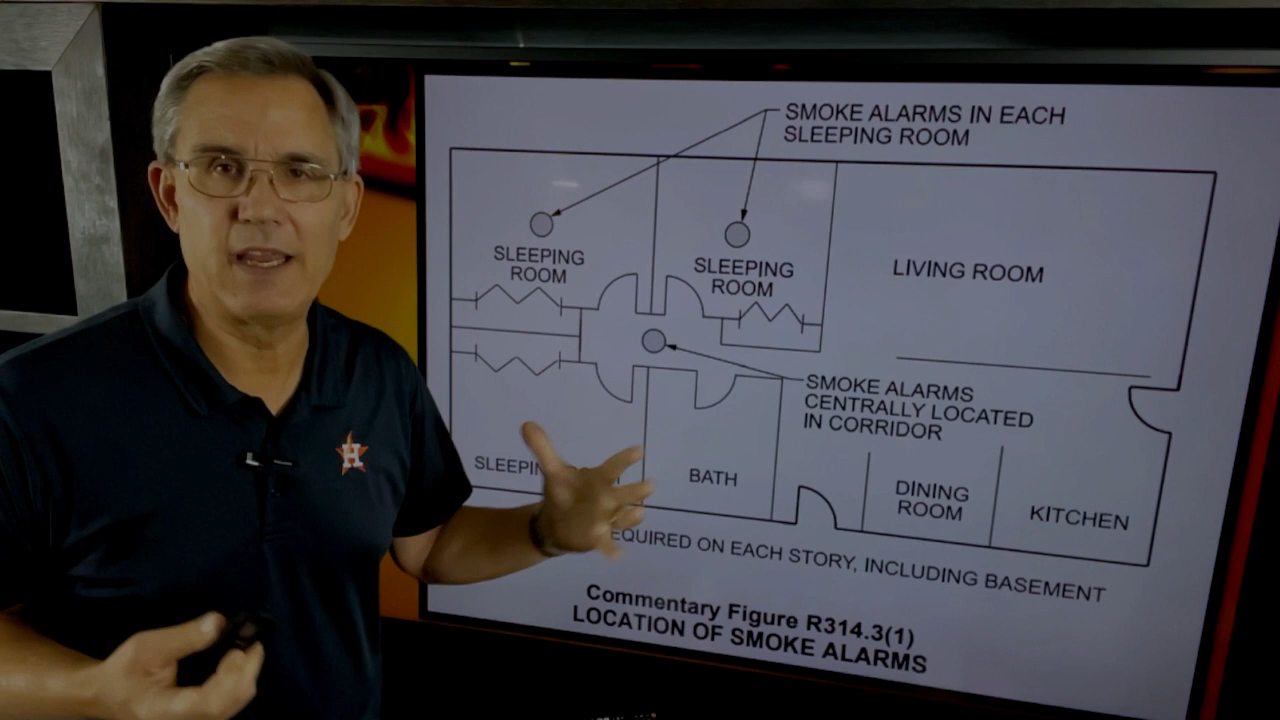 SMOKE ALARMS IN EACH
SLEEPING ROOM
SLEEPING
ROOM
SLEEPING
ROOM
LIVING ROOM
SMOKE ALARMS
CENTRALLY LOCATED
IN CORRIDOR
BATH
DINING
ROOM
KITCHEN
ON EACH STORY, INCLUDING BASEMENT
Commentary Figure R314.3(1)
LOCATION OF SMOKE ALARMS
H